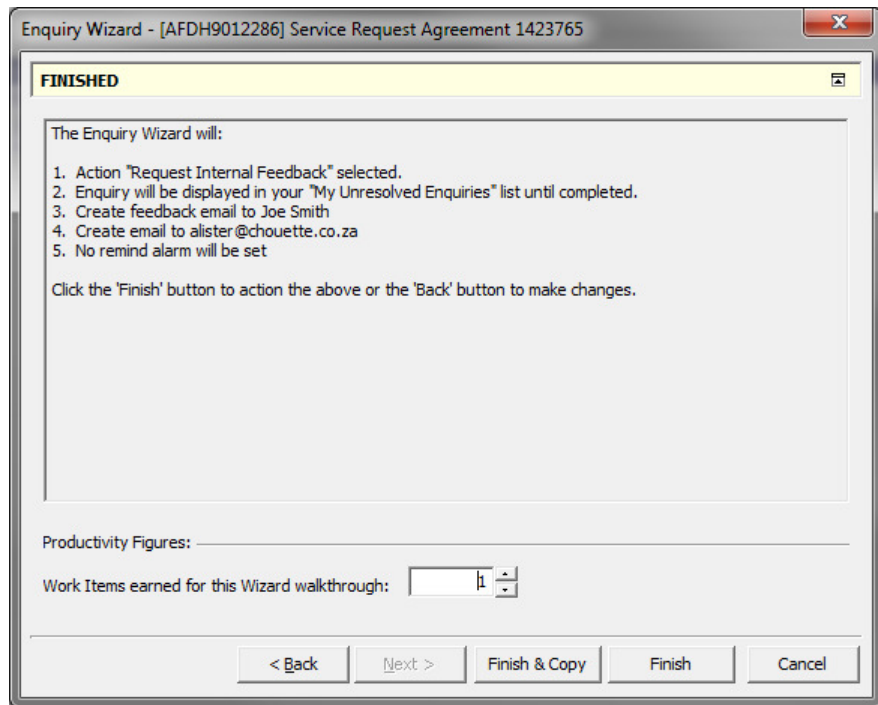 Enquiry Wizard - [AFDH9012286] Service Request Agreement 1423765
FINISHED
The Enquiry Wizard will:
1. Action "Request Internal Feedback" selected.
2. Enquiry will be displayed in your "My Unresolved Enquiries" list until completed.
3. Create feedback email to Joe Smith
4. Create email to alister@chouette.co.za
5. No remind alarm will be set
Click the 'Finish' button to action the above or the 'Back' button to make changes.
Productivity Figures:
Work Items earned for this Wizard walkthrough: 1
< Back Next > Finish & Copy Finish Cancel